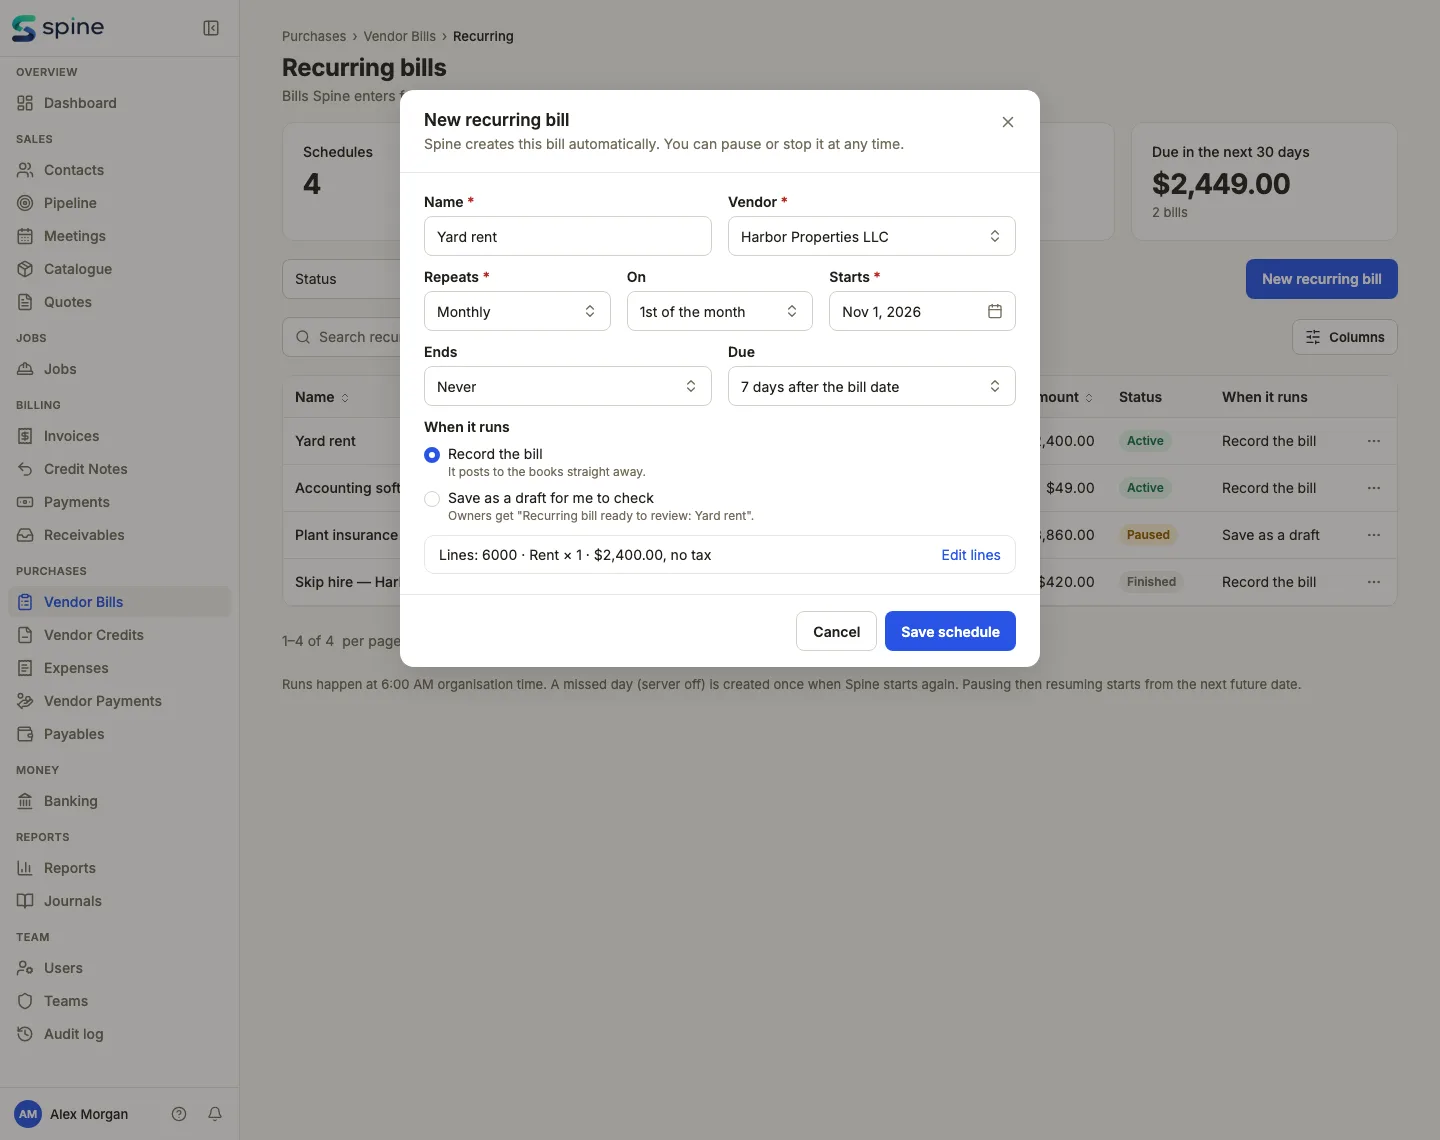 spine
OVERVIEW
Dashboard
SALES
Contacts
Pipeline
Meetings
Catalogue
Quotes
JOBS
Jobs
BILLING
Invoices
Credit Notes
Payments
Receivables
PURCHASES
Vendor Bills
Vendor Credits
Expenses
Vendor Payments
Payables
MONEY
Banking
REPORTS
Reports
Journals
TEAM
Users
Teams
Audit log
AM Alex Morgan
Purchases › Vendor Bills › Recurring
Recurring bills
Bills Spine enters
Schedules
4
Due in the next 30 days
$2,449.00
2 bills
Status
New recurring bill
Search
Columns
Name Status When it runs
Yard rent ,400.00 Active Record the bill
Accounting $49.00 Active Record the bill
Plant insurance ,860.00 Paused Save as a draft
Skip hire — $420.00 Finished Record the bill
1–4 of 4 per page
Runs happen at 6:00 AM organisation time. A missed day (server off) is created once when Spine starts again. Pausing then resuming starts from the next future date.
New recurring bill
Spine creates this bill automatically. You can pause or stop it at any time.
Name * Vendor *
Yard rent Harbor Properties LLC
Repeats * On Starts *
Monthly 1st of the month Nov 1, 2026
Ends Due
Never 7 days after the bill date
When it runs
Record the bill
It posts to the books straight away.
Save as a draft for me to check
Owners get "Recurring bill ready to review: Yard rent".
Lines: 6000 · Rent × 1 · $2,400.00, no tax Edit lines
Cancel Save schedule